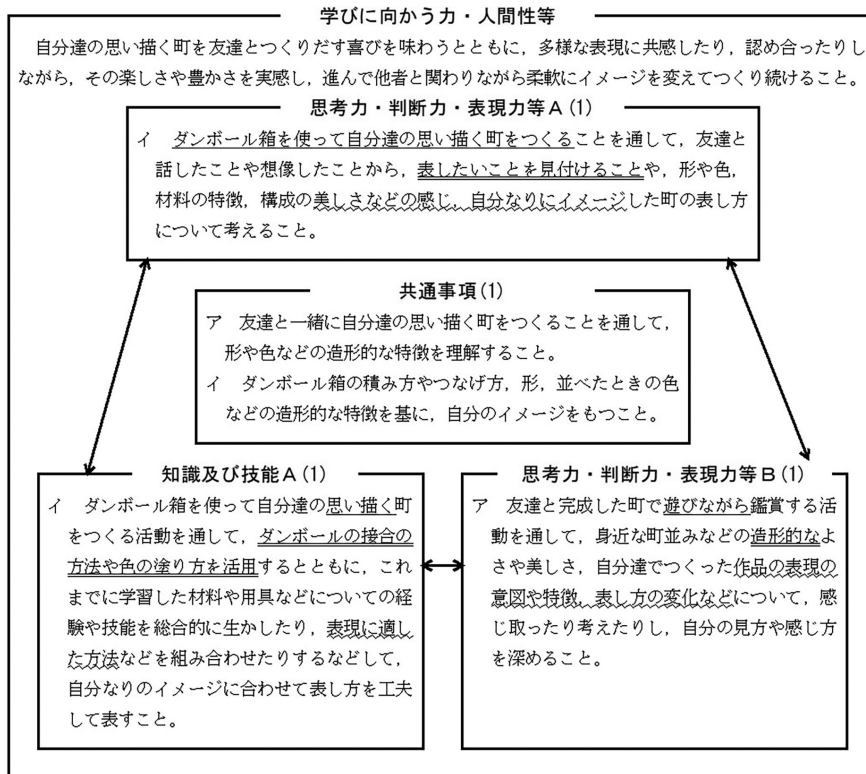 学びに向かう力・人間性等
自分達の思い描く町を友達とつくりだす喜びを味わうとともに，多様な表現に共感したり，認め合ったりし
ながら，その楽しさや豊かさを実感し，進んで他者と関わりながら柔軟にイメージを変えてつくり続けること。
思考力・判断力・表現力等Ａ(1)
イ　ダンボール箱を使って自分達の思い描く町をつくることを通して，友達と
話したことや想像したことから，表したいことを見付けることや，形や色，
材料の特徴，構成の美しさなどの感じ，自分なりにイメージした町の表し方
について考えること。
共通事項(1)
ア　友達と一緒に自分達の思い描く町をつくることを通して，
形や色などの造形的な特徴を理解すること。
イ　ダンボール箱の積み方やつなげ方，形，並べたときの色
などの造形的な特徴を基に，自分のイメージをもつこと。
知識及び技能Ａ(1)
イ　ダンボール箱を使って自分達の思い描く町
をつくる活動を通して，ダンボールの接合の
方法や色の塗り方を活用するとともに，これ
までに学習した材料や用具などについての経
験や技能を総合的に生かしたり，表現に適し
た方法などを組み合わせたりするなどして，
自分なりのイメージに合わせて表し方を工夫
して表すこと。
思考力・判断力・表現力等Ｂ(1)
ア　友達と完成した町で遊びながら鑑賞する活
動を通して，身近な町並みなどの造形的なよ
さや美しさ，自分達でつくった作品の表現の
意図や特徴，表し方の変化などについて，感
じ取ったり考えたりし，自分の見方や感じ方
を深めること。